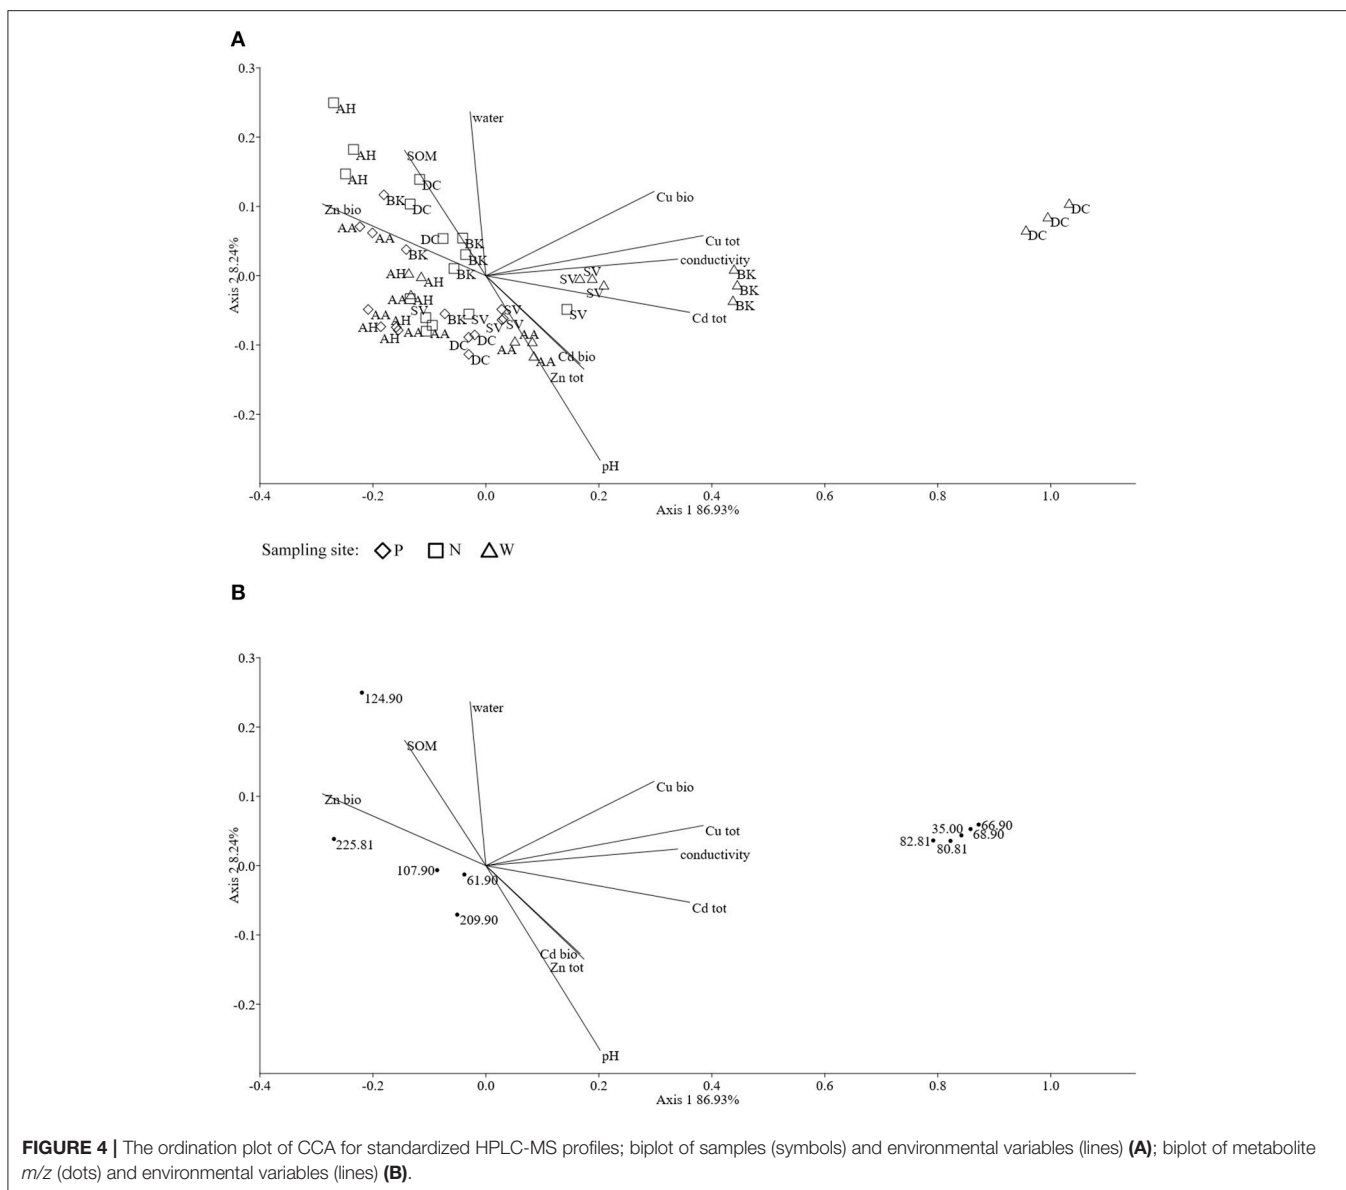 A
0.3
AH
water
0.2
AH
SOM
AH
DC
BK
Cu bio
Zn bio
DC
DC
DC
0.1
DC
AA
AA
DC
BK
Cu tot
BK
BK
conductivity
Axis 2 8.24%
0.0
AH
AH
BK
SV
SV
SV
BK
BK
BK
AA
AH
SV
SV
SV
Cd tot
AA
AH
BK
SV
SV
SV
AH
AA
AA
AA
-0.1
AH
DC
DC
AA
DC
AA
Cd bio
Zn tot
-0.2
pH
-0.4
-0.2
0.0
0.2
0.4
0.6
0.8
1.0
Axis 1 86.93%
Sampling site: P N W
B
0.3
124.90
water
0.2
SOM
0.1
Zn bio
Cu bio
Cu tot
35.00
66.90
68.90
225.81
82.81
80.81
conductivity
Axis 2 8.24%
0.0
107.90
61.90
Cd tot
209.90
-0.1
Cd bio
Zn tot
-0.2
pH
-0.4
-0.2
0.0
0.2
0.4
0.6
0.8
1.0
Axis 1 86.93%
FIGURE 4 | The ordination plot of CCA for standardized HPLC-MS profiles; biplot of samples (symbols) and environmental variables (lines) (A); biplot of metabolite
m/z (dots) and environmental variables (lines) (B).